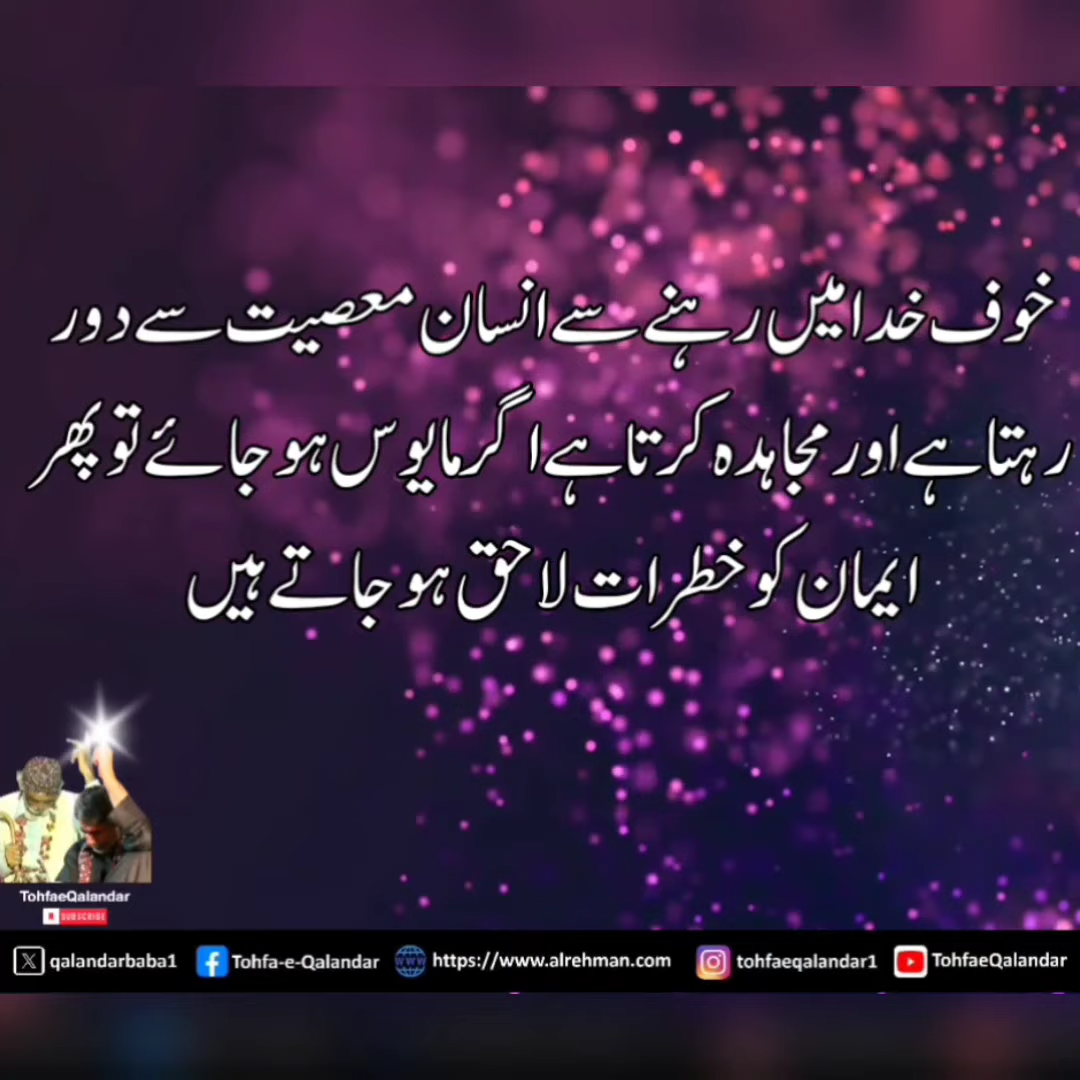 خوف خدا میں رہنے سے انسان معصیت سے دور
رہتا ہے اور مجاہدہ کرتا ہے اگر مایوس ہو جائے تو پھر
ایمان کو خطرات لاحق ہو جاتے ہیں
TohfaeQalandar
SUBSCRIBE
qalandarbaba1
Tohfa-e-Qalandar
www
https://www.alrehman.com
tohfaeqalandar1
TohfaeQalandar